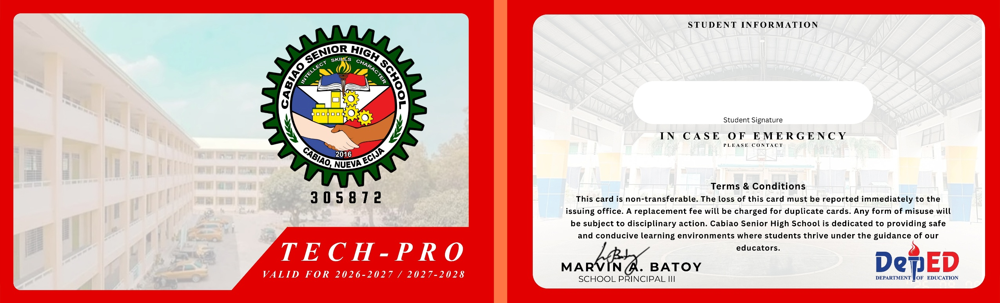 CABIAO SENIOR HIGH SCHOOL
INTELLECT SKILLS CHARACTER
2016
CABIAO, NUEVA ECIJA
305872
TECH-PRO
VALID FOR 2026-2027 / 2027-2028
STUDENT INFORMATION
Student Signature
IN CASE OF EMERGENCY
PLEASE CONTACT
Terms & Conditions
This card is non-transferable. The loss of this card must be reported immediately to the
issuing office. A replacement fee will be charged for duplicate cards. Any form of misuse will
be subject to disciplinary action. Cabiao Senior High School is dedicated to providing safe
and conducive learning environments where students thrive under the guidance of our
educators.
MARVIN A. BATOY
SCHOOL PRINCIPAL III
DepED
DEPARTMENT OF EDUCATION